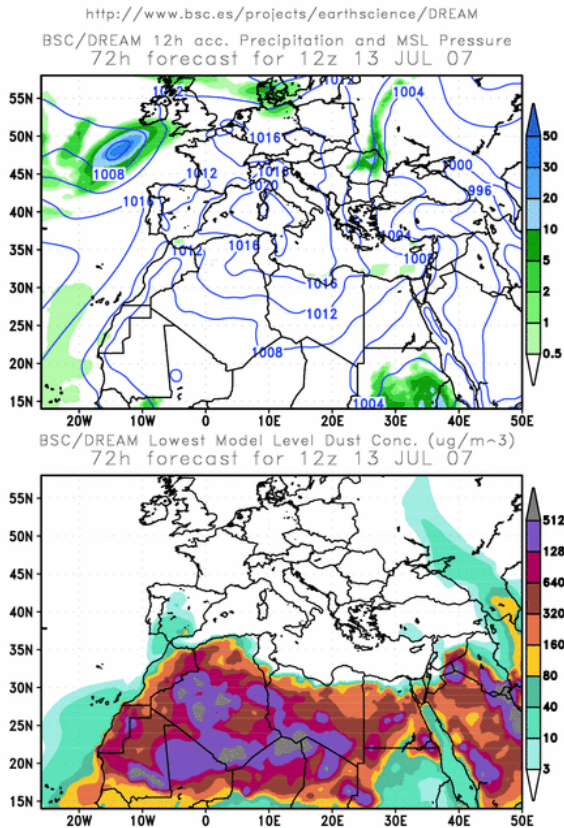 http://www.bsc.es/projects/earthscience/DREAM
BSC/DREAM 12h acc. Precipitation and MSL Pressure
72h forecast for 12z 13 JUL 07
55N
50N
45N
40N
35N
30N
25N
20N
15N
1012
1004
1016
1000
1008
1012
1016
996
1020
1016
1012
1016
1004
1008
1016
1012
1008
1004
50
30
20
10
5
2
1
0.5
20W 10W 0 10E 20E 30E 40E 50E
BSC/DREAM Lowest Model Level Dust Conc. (ug/m^3)
72h forecast for 12z 13 JUL 07
55N
50N
45N
40N
35N
30N
25N
20N
15N
512
128
640
320
160
80
40
10
3
20W 10W 0 10E 20E 30E 40E 50E